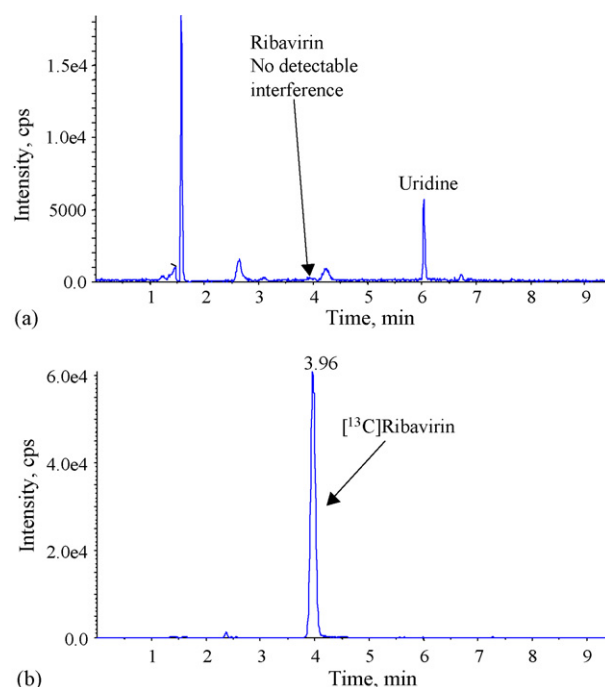 Ribavirin
No detectable
interference
Uridine
Intensity, cps
1.5e4
1.0e4
5000
0.0
1 2 3 4 5 6 7 8 9
(a)
Time, min
3.96
[¹³C]Ribavirin
Intensity, cps
6.0e4
4.0e4
2.0e4
0.0
1 2 3 4 5 6 7 8 9
(b)
Time, min